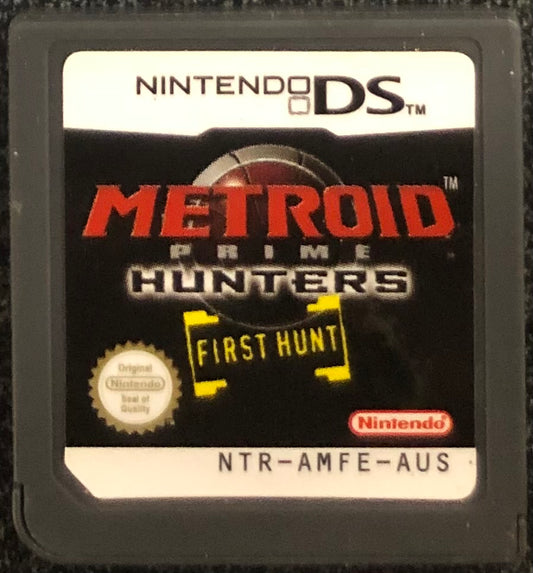 NINTENDO DS™
METROID™
PRIME
HUNTERS
FIRST HUNT
Original
Nintendo
Seal of
Quality
Nintendo®
NTR-AMFE-AUS